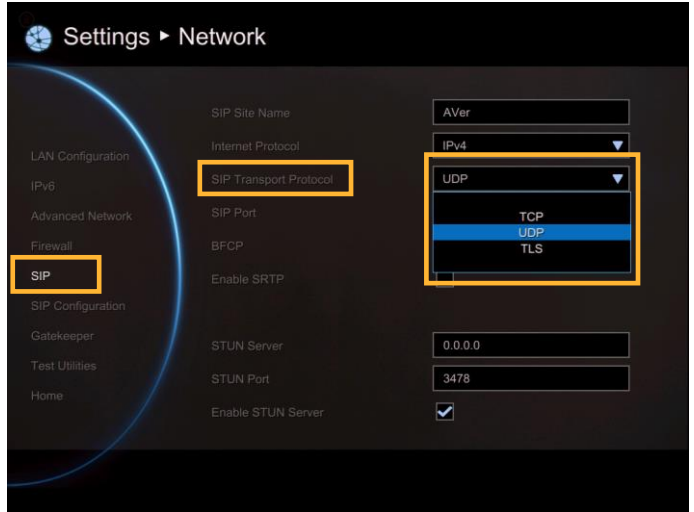 Settings ▸ Network
LAN Configuration
IPv6
Advanced Network
Firewall
SIP
SIP Configuration
Gatekeeper
Test Utilities
Home
SIP Site Name
AVer
Internet Protocol
IPv4
SIP Transport Protocol
UDP
TCP
UDP
TLS
SIP Port
BFCP
Enable SRTP
STUN Server
0.0.0.0
STUN Port
3478
Enable STUN Server